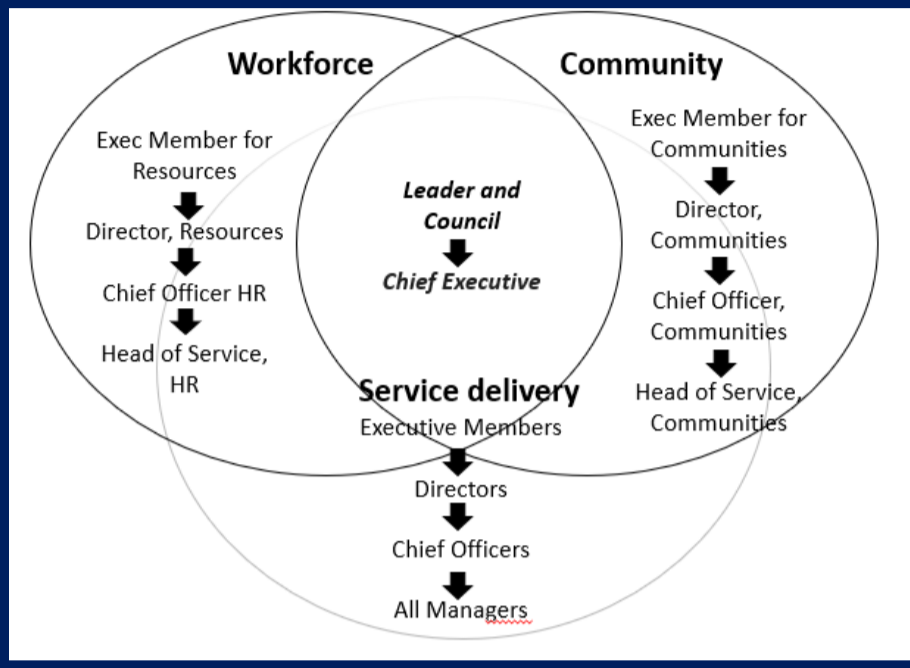 Workforce
Exec Member for
Resources
Director, Resources
Chief Officer HR
Head of Service,
HR
Leader and
Council
Chief Executive
Community
Exec Member for
Communities
Director,
Communities
Chief Officer,
Communities
Head of Service,
Communities
Service delivery
Executive Members
Directors
Chief Officers
All Managers